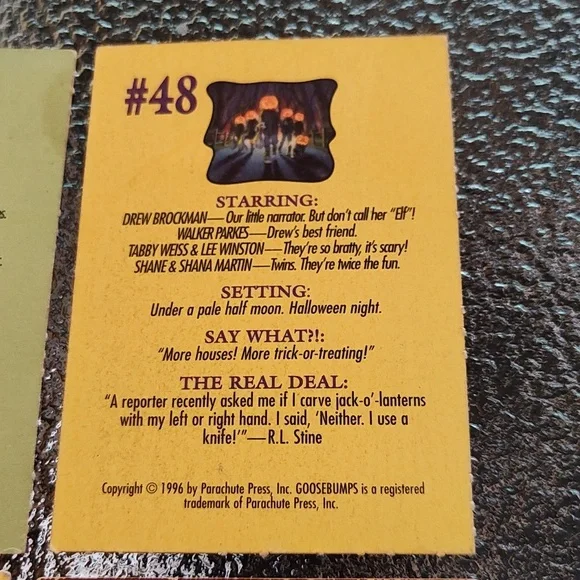 #48
STARRING:
DREW BROCKMAN—Our little narrator. But don't call her "Elf"!
WALKER PARKES—Drew's best friend.
TABBY WEISS & LEE WINSTON—They're so bratty, it's scary!
SHANE & SHANA MARTIN—Twins. They're twice the fun.
SETTING:
Under a pale half moon. Halloween night.
SAY WHAT?!:
"More houses! More trick-or-treating!"
THE REAL DEAL:
"A reporter recently asked me if I carve jack-o'-lanterns
with my left or right hand. I said, 'Neither. I use a
knife!'"—R.L. Stine
Copyright © 1996 by Parachute Press, Inc. GOOSEBUMPS is a registered
trademark of Parachute Press, Inc.